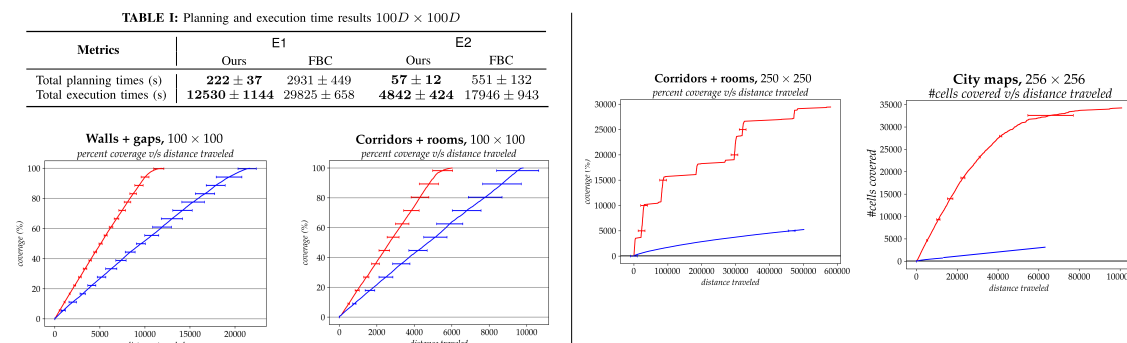 TABLE I: Planning and execution time results 100D × 100D
Metrics E1 E2
Ours FBC Ours FBC
Total planning times (s) 222 ± 37 2931 ± 449 57 ± 12 551 ± 132
Total execution times (s) 12530 ± 1144 29825 ± 658 4842 ± 424 17946 ± 943
Walls + gaps, 100 × 100
percent coverage v/s distance traveled
coverage (%)
100
80
60
40
20
0
0 5000 10000 15000 20000
Corridors + rooms, 100 × 100
percent coverage v/s distance traveled
coverage (%)
100
80
60
40
20
0
0 2000 4000 6000 8000 10000
distance traveled
Corridors + rooms, 250 × 250
percent coverage v/s distance traveled
coverage (%)
30000
25000
20000
15000
10000
5000
0
0 100000 200000 300000 400000 500000 600000
distance traveled
City maps, 256 × 256
#cells covered v/s distance traveled
#cells covered
35000
30000
25000
20000
15000
10000
5000
0
0 20000 40000 60000 80000
distance traveled